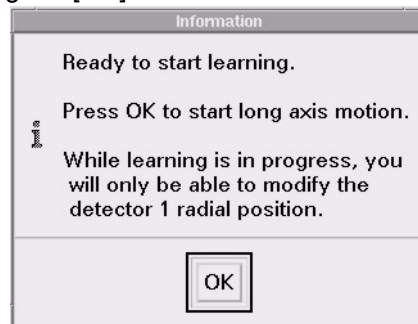 Information
Ready to start learning.
Press OK to start long axis motion.
While learning is in progress, you
will only be able to modify the
detector 1 radial position.
OK